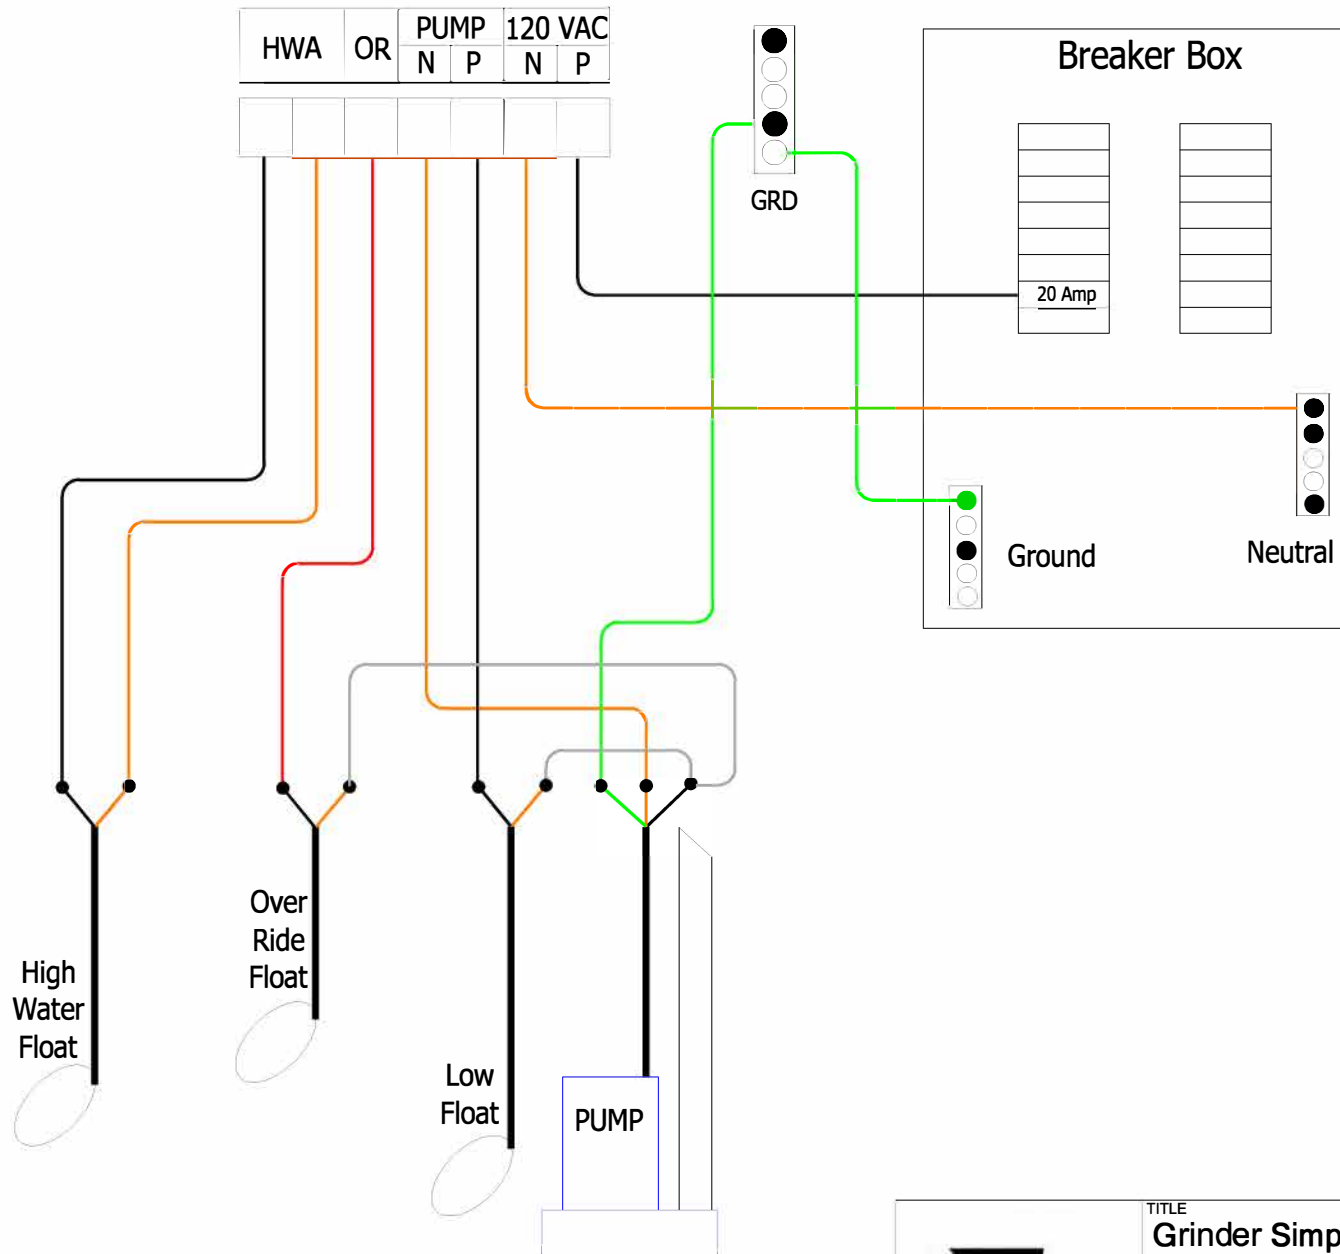 HWA OR PUMP 120 VAC
N P N P
Breaker Box
GRD
20 Amp
Ground
Neutral
Over
Ride
Float
High
Water
Float
Low
Float
PUMP
TITLE
Grinder Simp